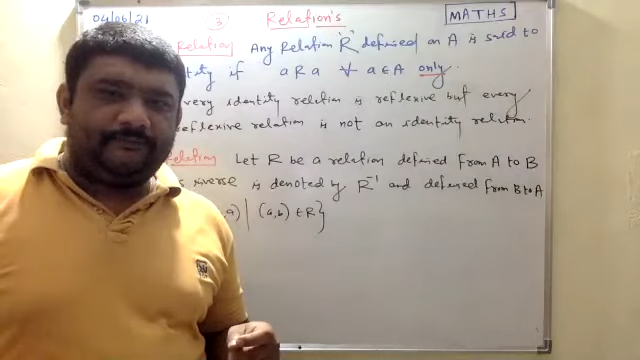 04/06/21 3 Relation's MATHS
Relation Any Relation "R" defined on A is said to
if a R a ∀ a ∈ A only.
very identity relation is reflexive but every
eflexive relation is not an identity relation.
Relation Let R be a relation defined from A to B
inverse is denoted by R⁻¹ and defined from B to A
,a) | (a,b) ∈ R}